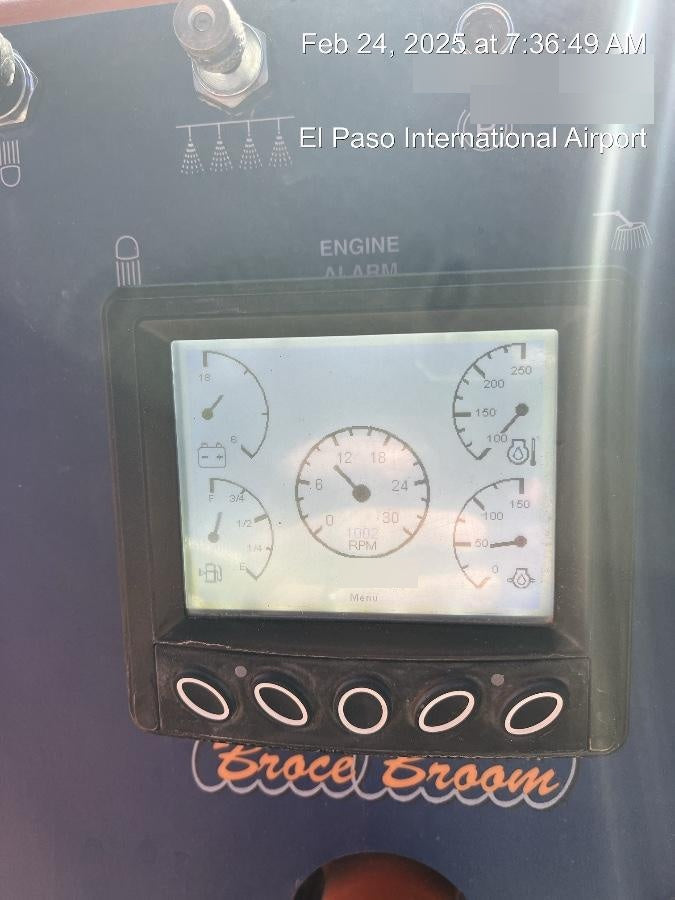 Feb 24, 2025 at 7:36:49 AM
El Paso International Airport
ENGINE
ALARM
18
6
250
200
150
100
12 18
6 24
0 30
1002
RPM
F 3/4
1/2
1/4
E
150
100
50
0
Menu
Broce Broom